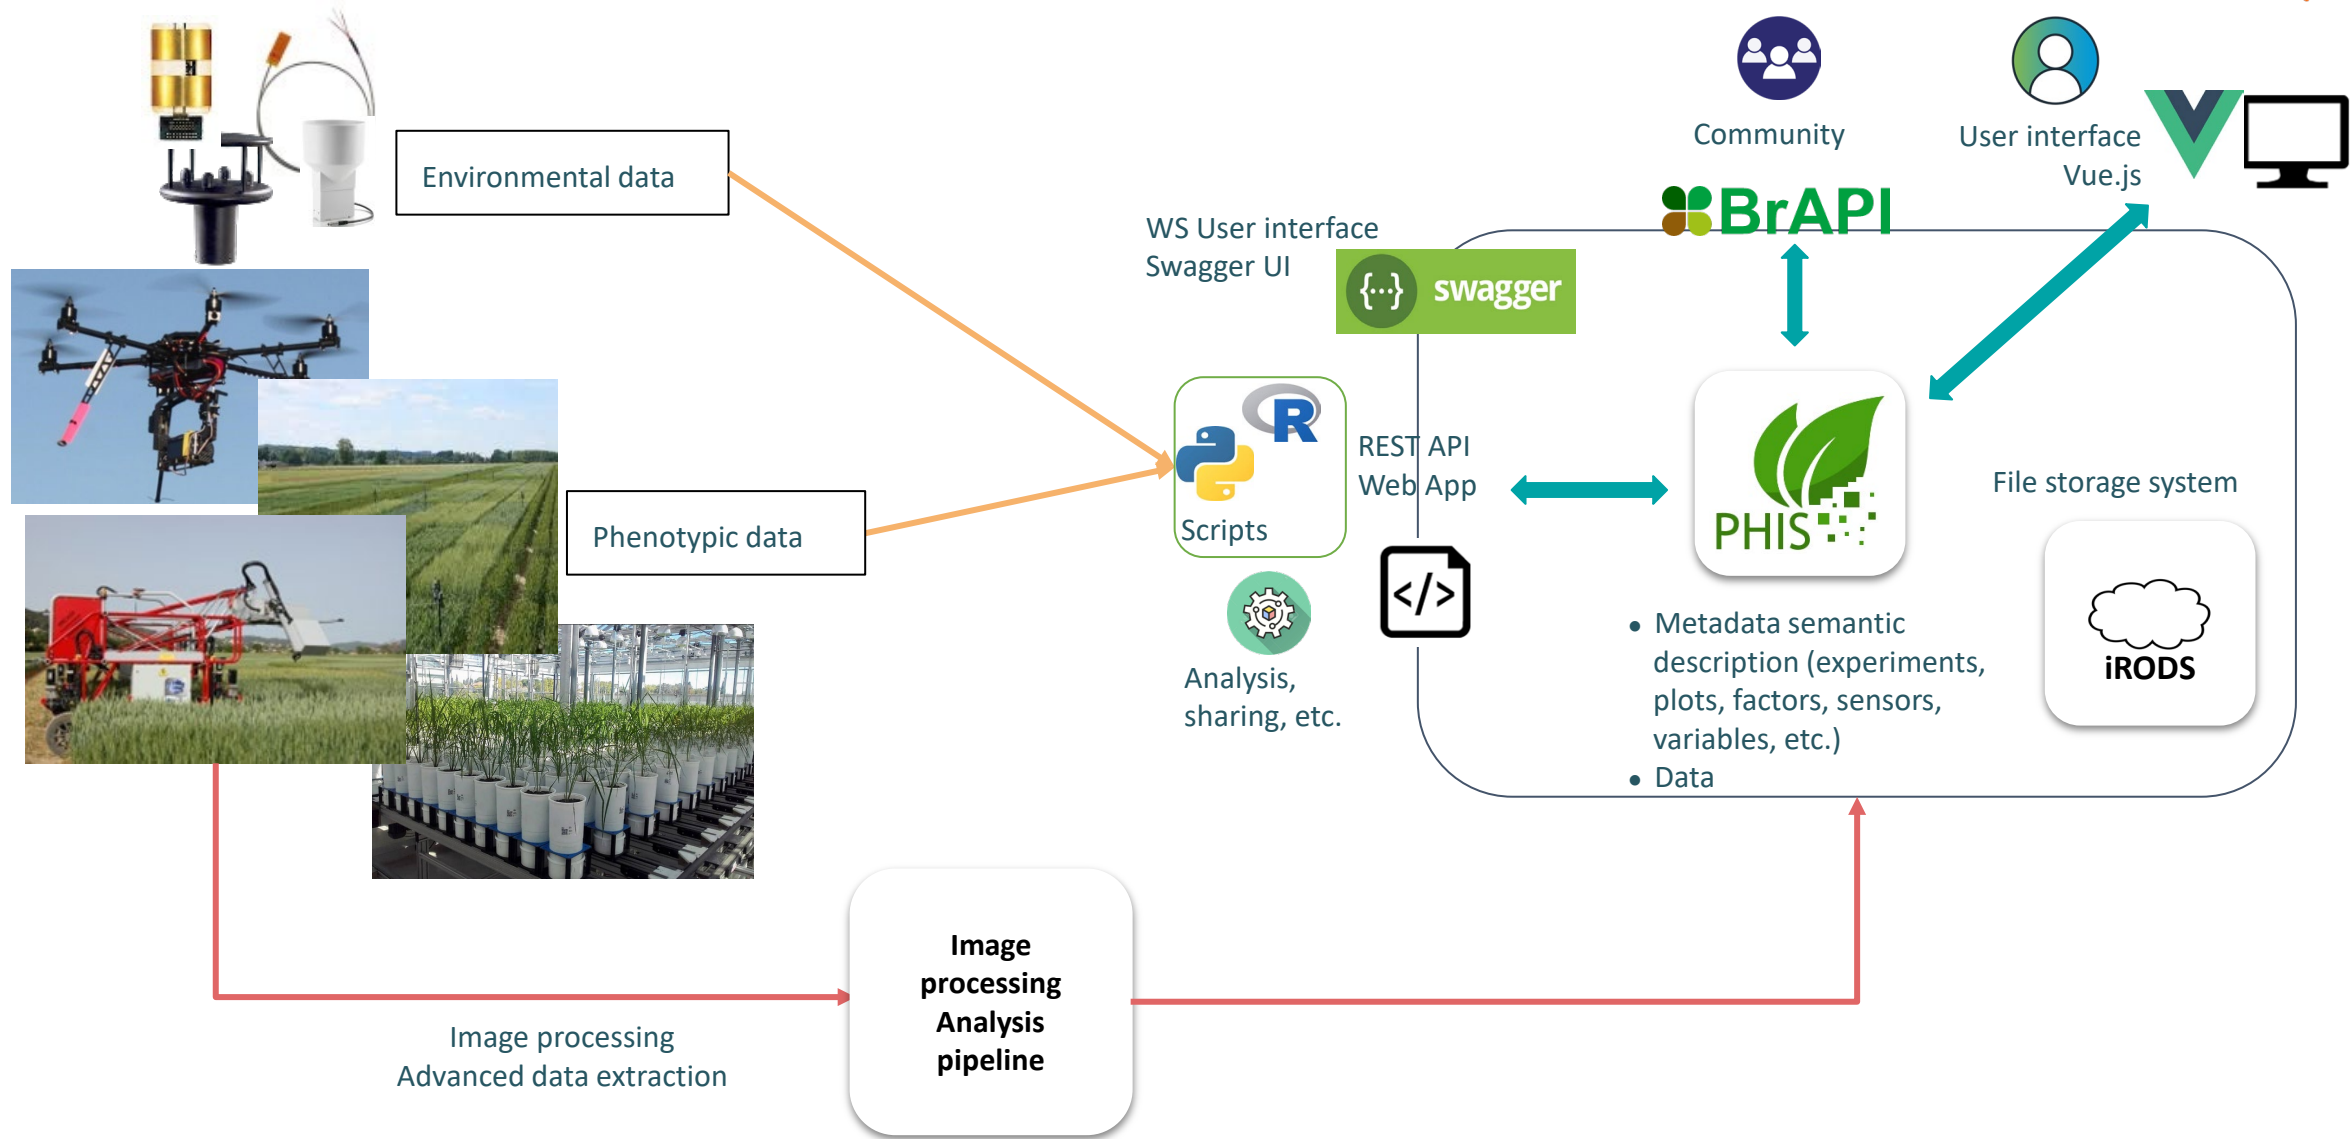 Environmental data
Phenotypic data
Image processing
Advanced data extraction
Image
processing
Analysis
pipeline
WS User interface
Swagger UI
{···} swagger
R
Scripts
Analysis,
sharing, etc.
REST API
Web App
</>
Community
BrAPI
User interface
Vue.js
PHIS
• Metadata semantic
description (experiments,
plots, factors, sensors,
variables, etc.)
• Data
File storage system
iRODS